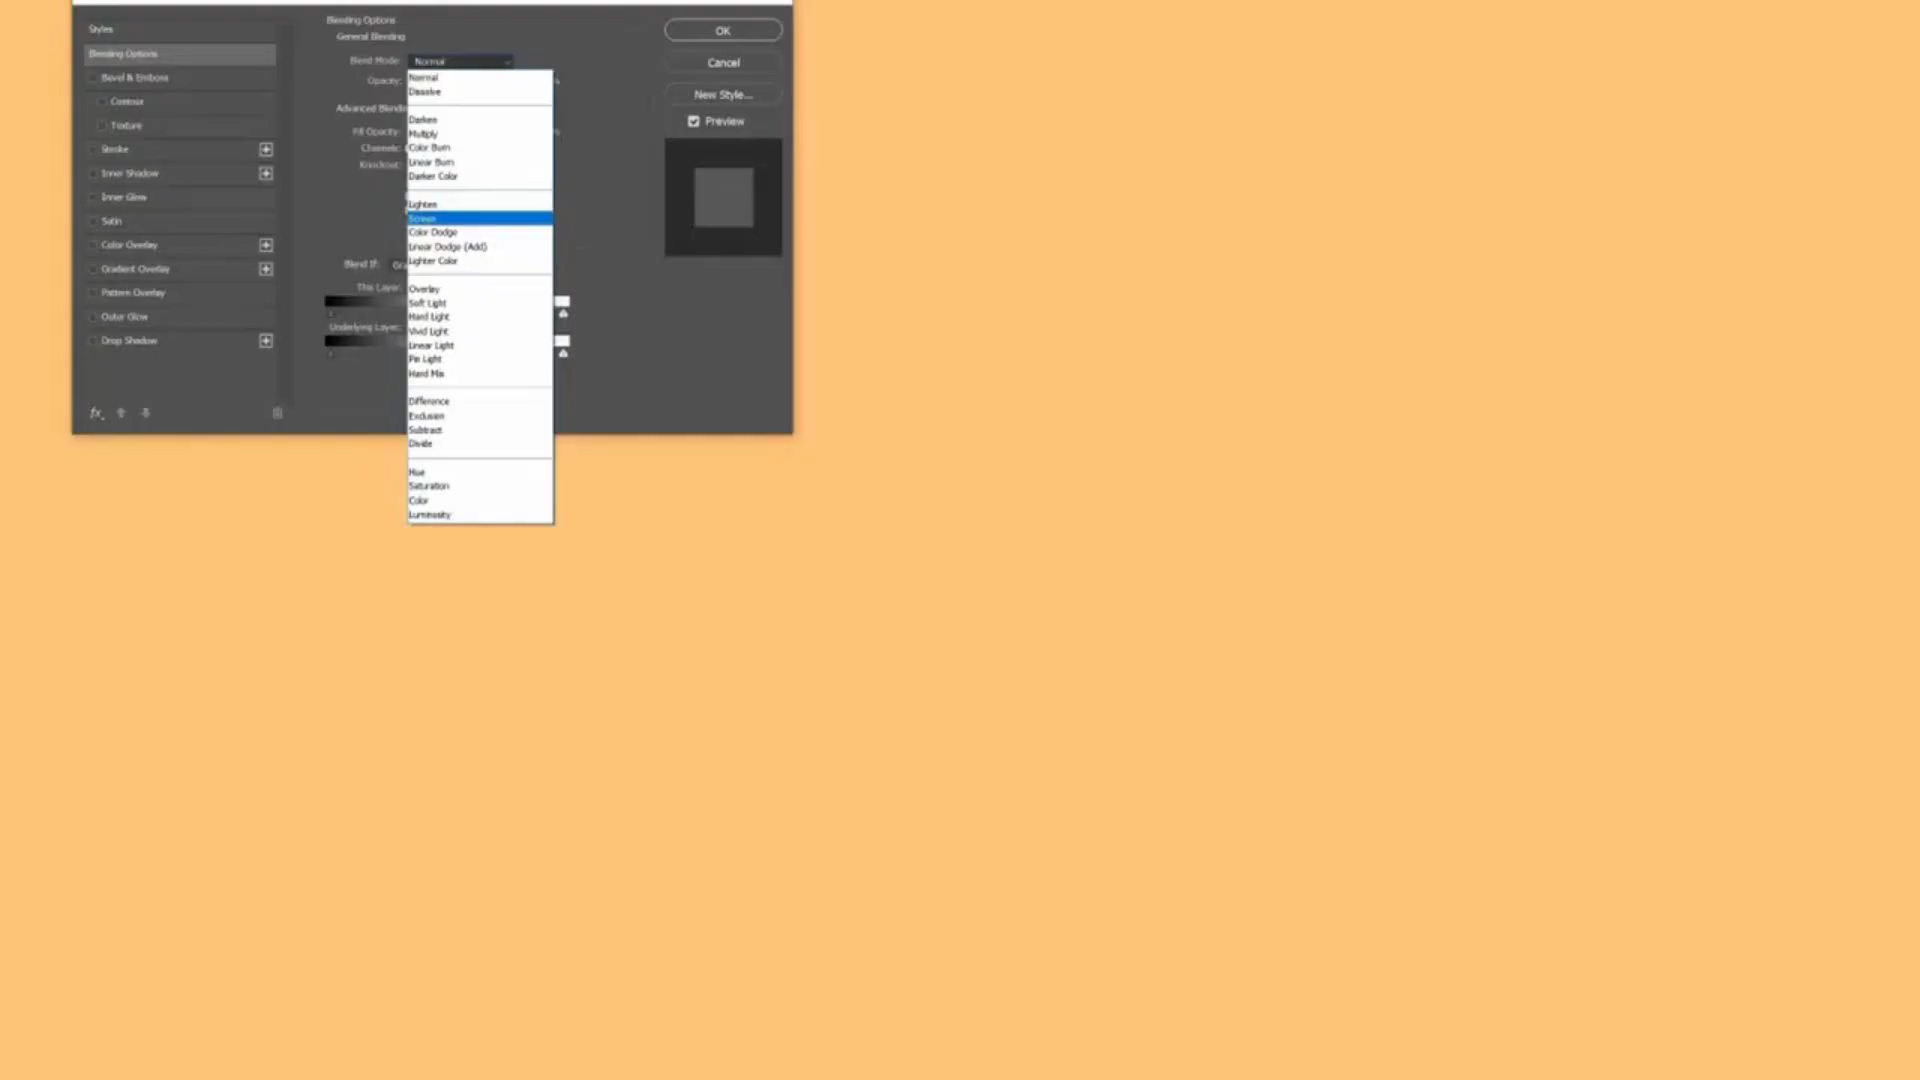 Styles
Blending Options
Bevel & Emboss
Contour
Texture
Stroke
Inner Shadow
Inner Glow
Satin
Color Overlay
Gradient Overlay
Pattern Overlay
Outer Glow
Drop Shadow
fx
Blending Options
General Blending
Blend Mode: Normal
Opacity:
Advanced Blendin
Fill Opacity:
Channels:
Knockout:
Blend If: Gra
This Layer:
Underlying Layer:
Normal
Dissolve
Darken
Multiply
Color Burn
Linear Burn
Darker Color
Lighten
Screen
Color Dodge
Linear Dodge (Add)
Lighter Color
Overlay
Soft Light
Hard Light
Vivid Light
Linear Light
Pin Light
Hard Mix
Difference
Exclusion
Subtract
Divide
Hue
Saturation
Color
Luminosity
OK
Cancel
New Style...
Preview